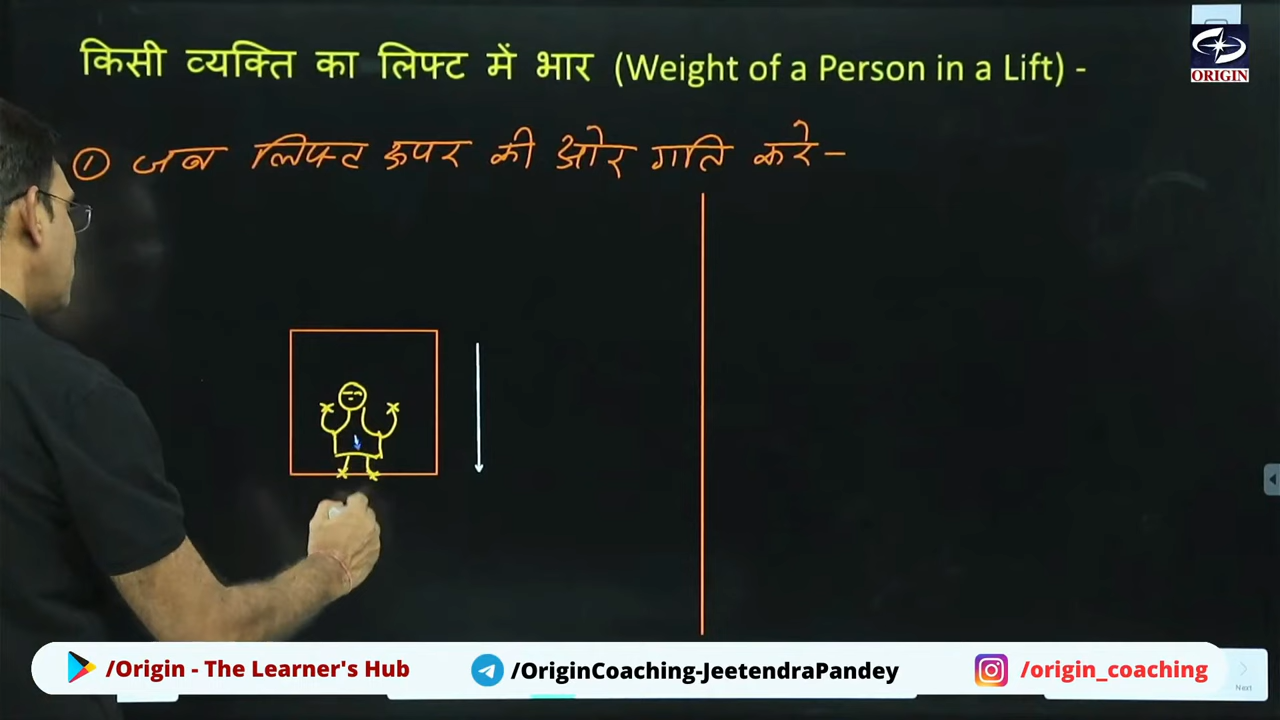 किसी व्यक्ति का लिफ्ट में भार (Weight of a Person in a Lift) -
ORIGIN
① जब लिफ्ट ऊपर की ओर गति करे –
/Origin - The Learner's Hub
/OriginCoaching-JeetendraPandey
/origin_coaching
Next